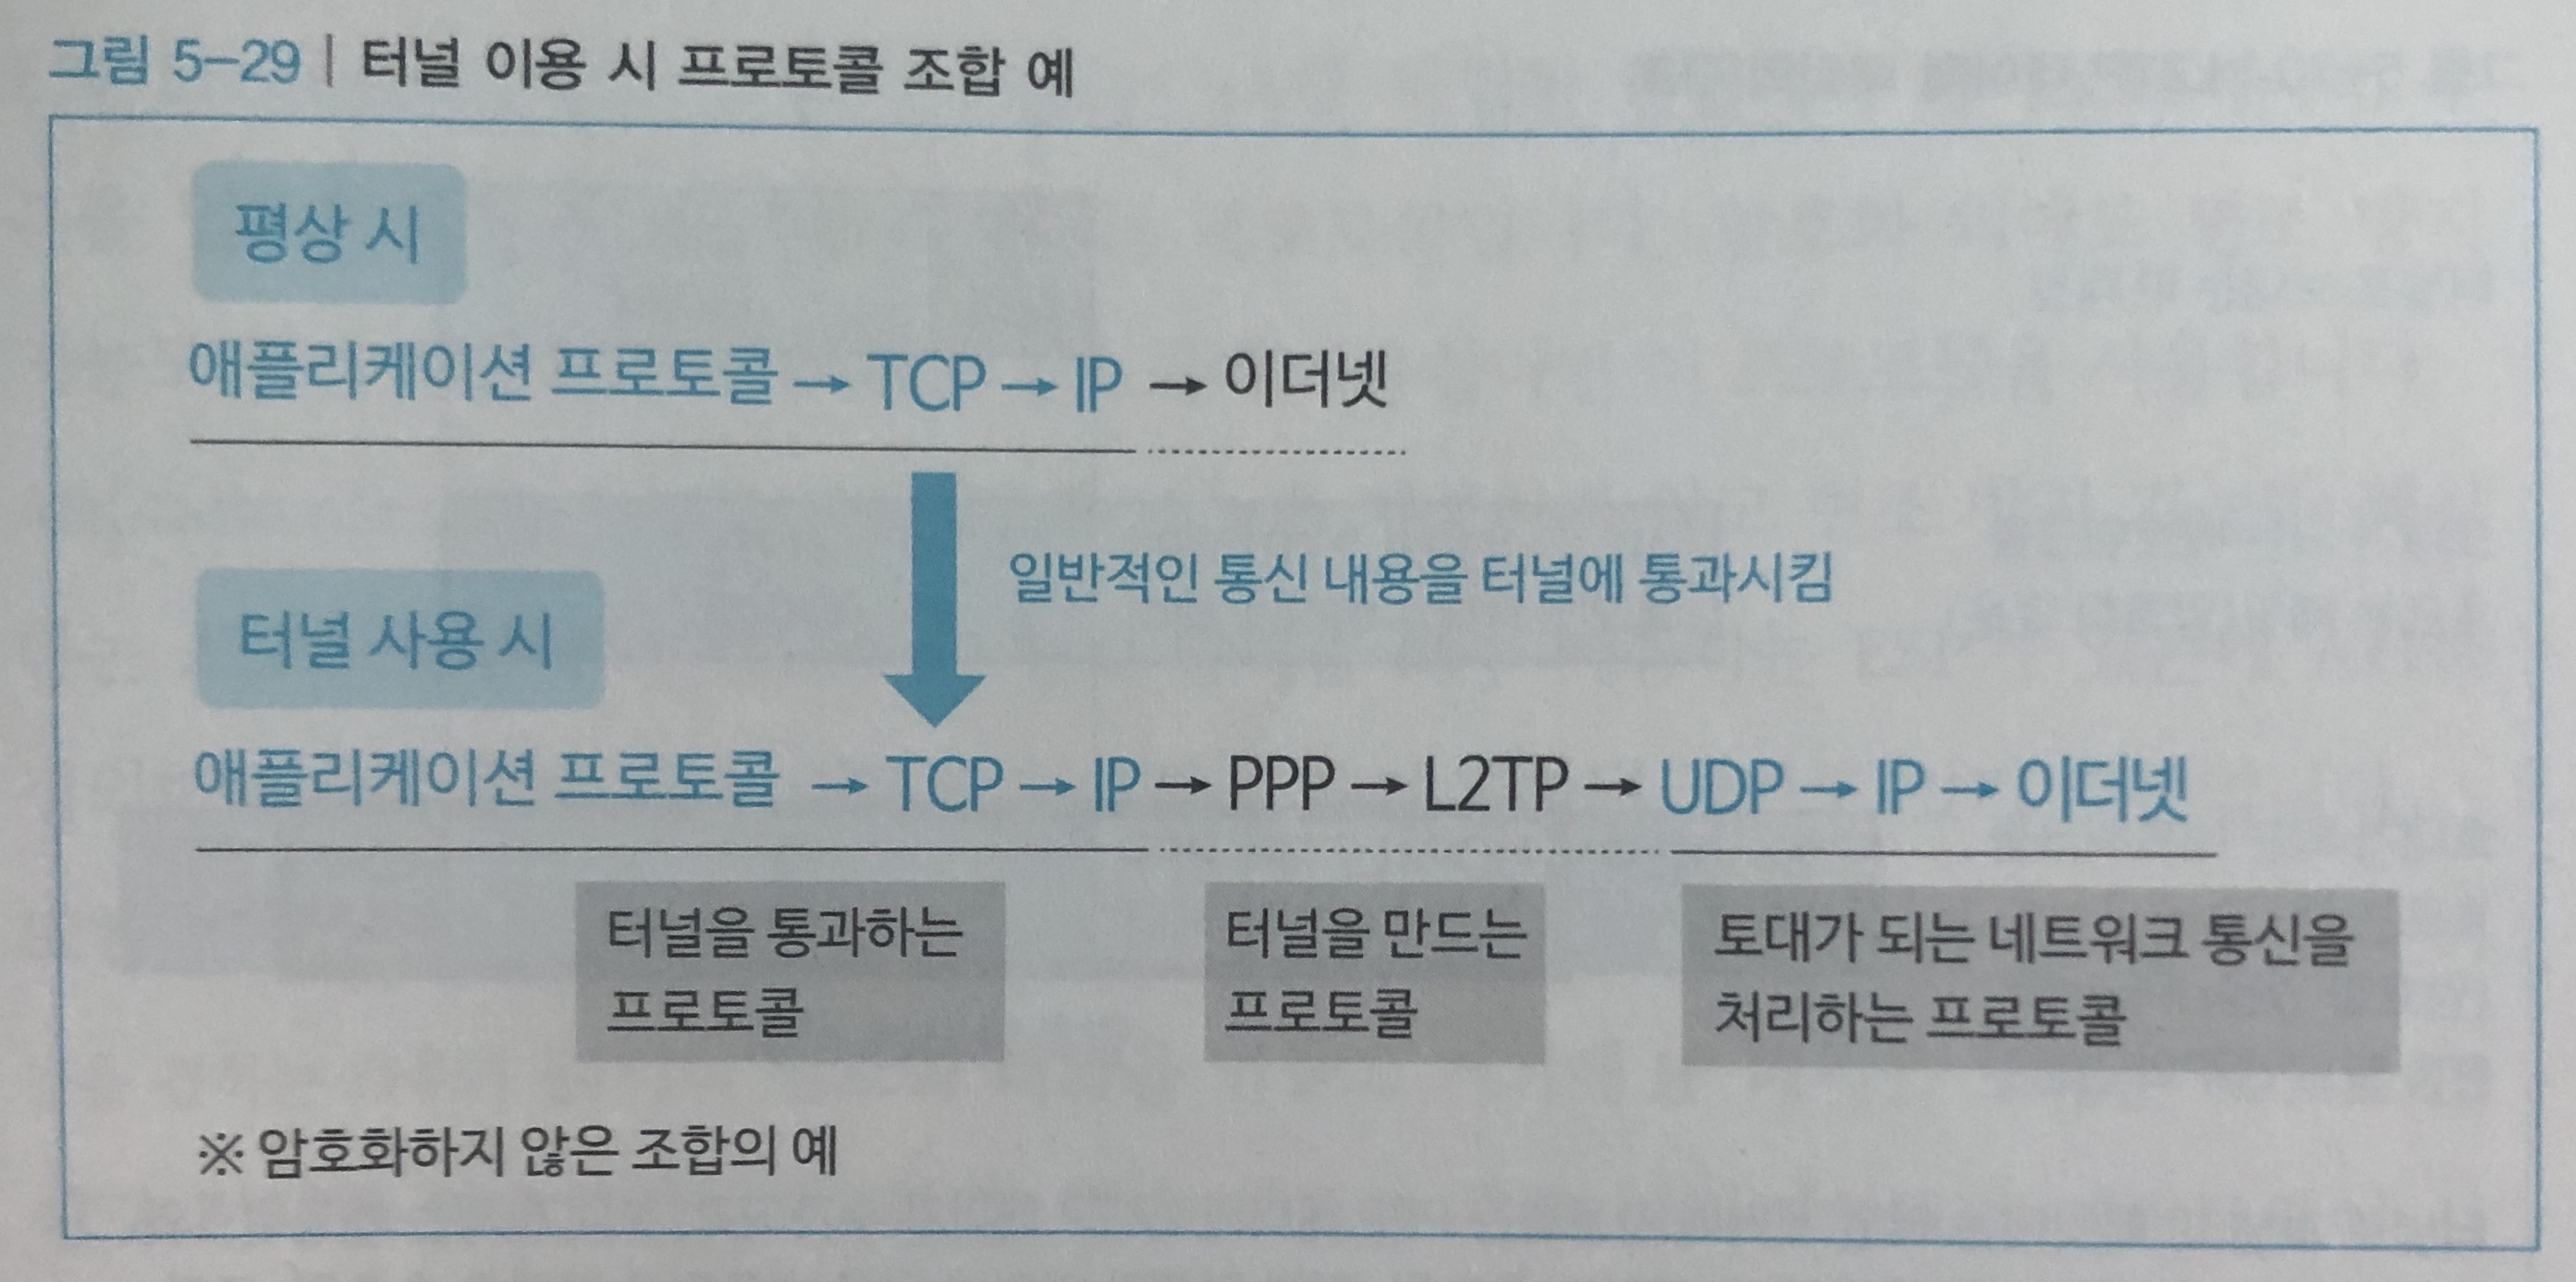 그림 5-29 | 터널 이용 시 프로토콜 조합 예
평상 시
애플리케이션 프로토콜 → TCP → IP → 이더넷
일반적인 통신 내용을 터널에 통과시킴
터널 사용 시
애플리케이션 프로토콜 → TCP → IP → PPP → L2TP → UDP → IP → 이더넷
터널을 통과하는
프로토콜
터널을 만드는
프로토콜
토대가 되는 네트워크 통신을
처리하는 프로토콜
※ 암호화하지 않은 조합의 예